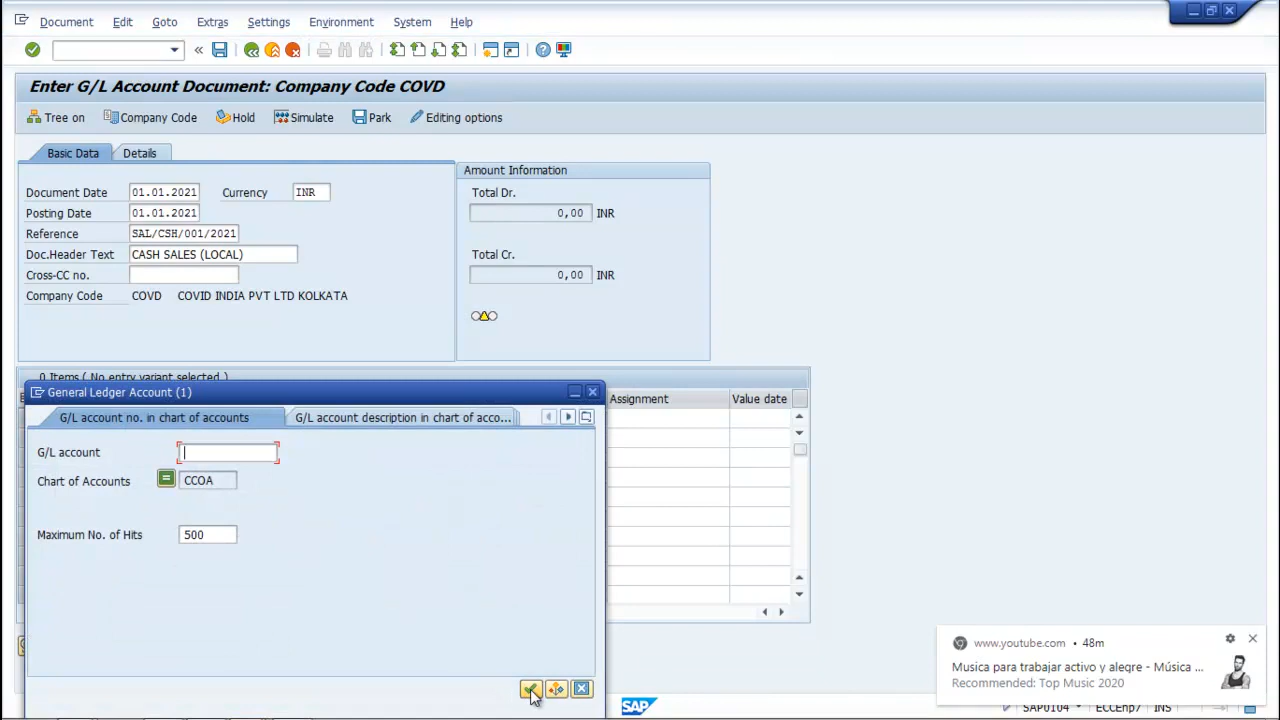 Document Edit Goto Extras Settings Environment System Help
Enter G/L Account Document: Company Code COVD
Tree on Company Code Hold Simulate Park Editing options
Basic Data Details
Amount Information
Document Date 01.01.2021 Currency INR
Total Dr.
Posting Date 01.01.2021
0,00 INR
Reference SAL/CSH/001/2021
Doc.Header Text CASH SALES (LOCAL)
Total Cr.
Cross-CC no.
0,00 INR
Company Code COVD COVID INDIA PVT LTD KOLKATA
0 Items ( No entry variant selected )
General Ledger Account (1)
Assignment Value date
G/L account no. in chart of accounts G/L account description in chart of acco...
G/L account
Chart of Accounts CCOA
Maximum No. of Hits 500
www.youtube.com • 48m
Musica para trabajar activo y alegre - Música ...
Recommended: Top Music 2020
SAP
SAPU104 ECCEhp7 INS